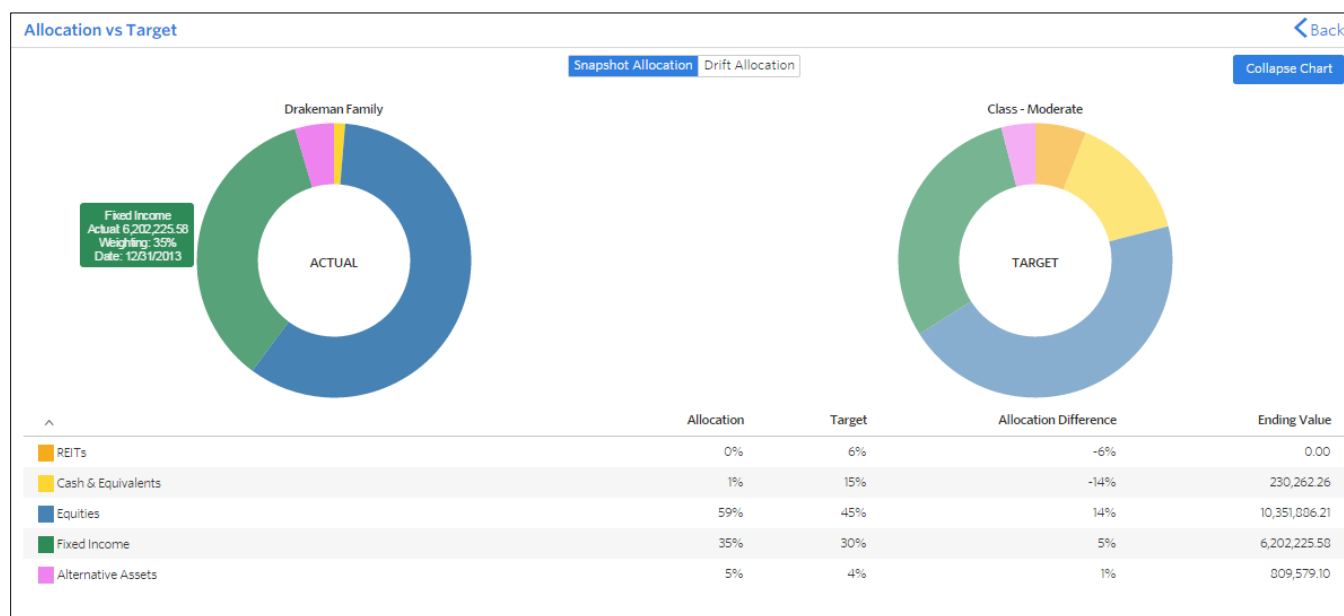 Allocation vs Target
Back
Snapshot Allocation Drift Allocation
Collapse Chart
Drakeman Family
Class - Moderate
Fixed Income
Actual: 6,202,225.58
Weighting: 35%
Date: 12/31/2013
ACTUAL
TARGET
Allocation Target Allocation Difference Ending Value
REITs 0% 6% -6% 0.00
Cash & Equivalents 1% 15% -14% 230,262.26
Equities 59% 45% 14% 10,351,886.21
Fixed Income 35% 30% 5% 6,202,225.58
Alternative Assets 5% 4% 1% 809,579.10